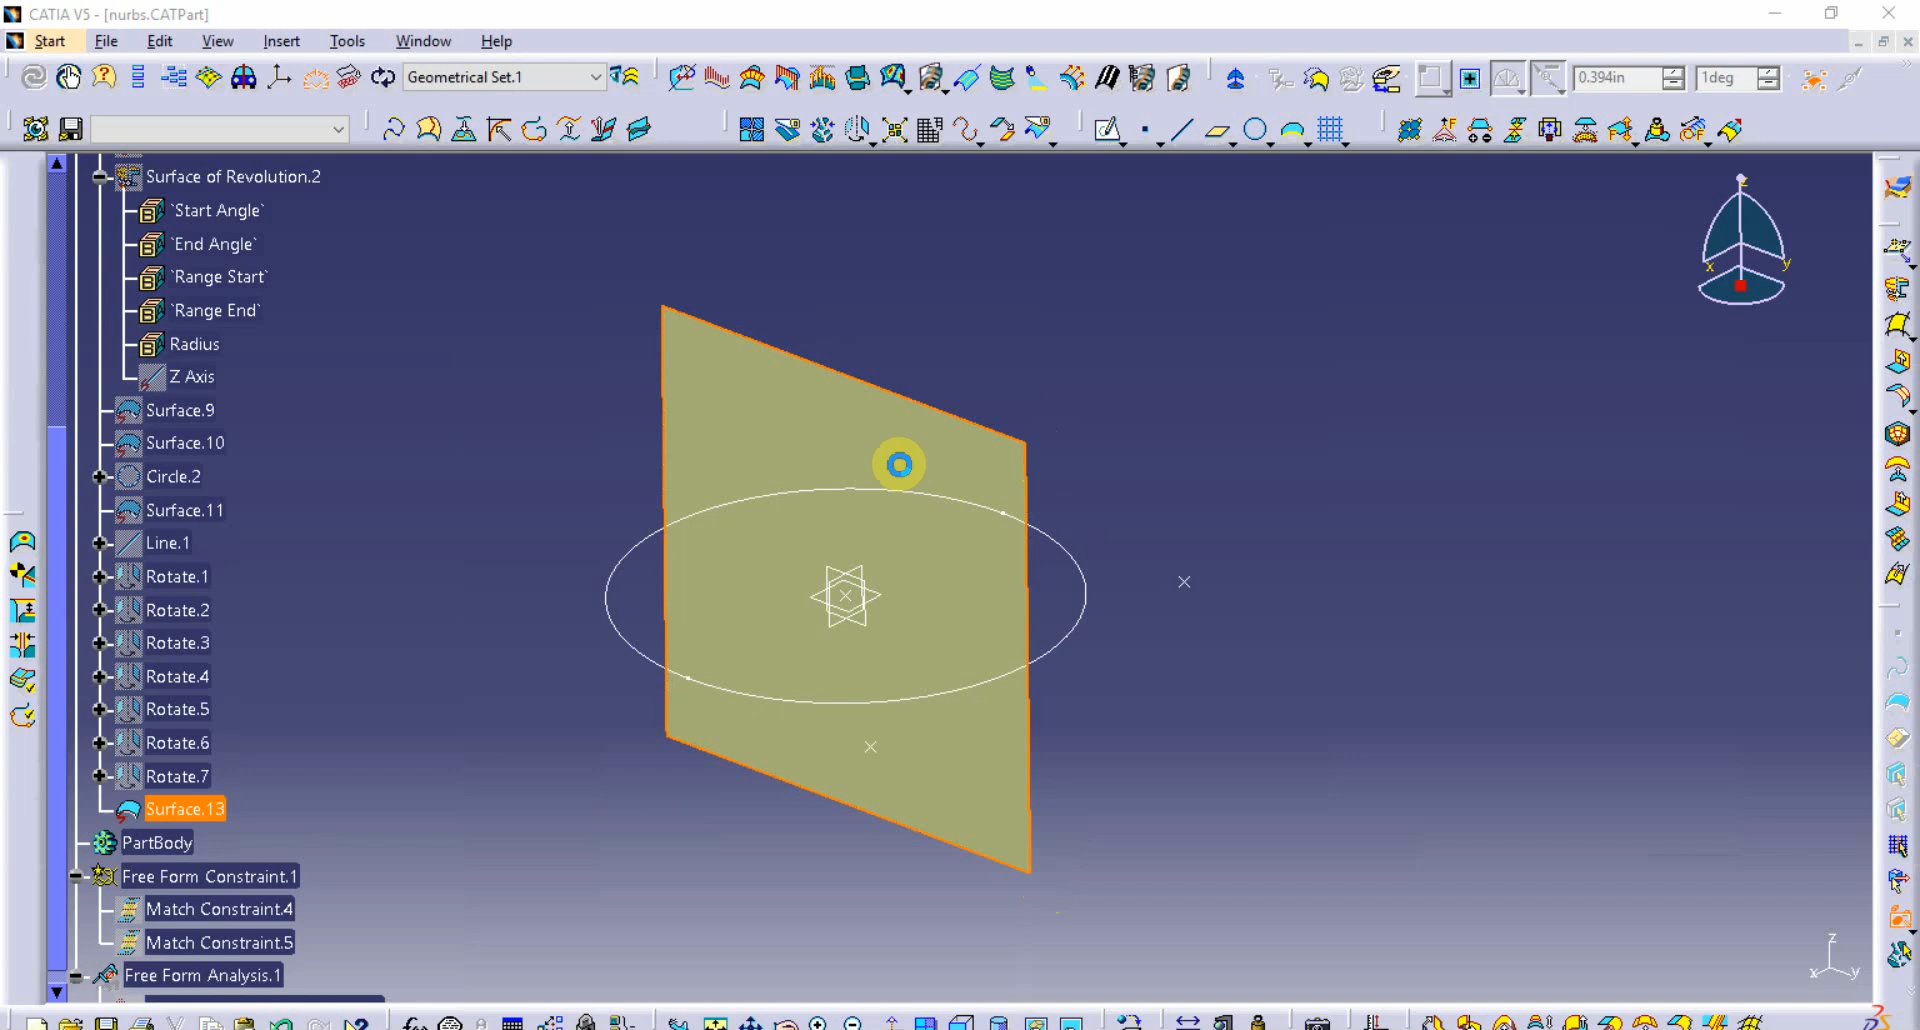 CATIA V5 - [nurbs.CATPart]
Start File Edit View Insert Tools Window Help
Geometrical Set.1
0.394in
1deg
Surface of Revolution.2
`Start Angle`
`End Angle`
`Range Start`
`Range End`
Radius
Z Axis
Surface.9
Surface.10
Circle.2
Surface.11
Line.1
Rotate.1
Rotate.2
Rotate.3
Rotate.4
Rotate.5
Rotate.6
Rotate.7
Surface.13
PartBody
Free Form Constraint.1
Match Constraint.4
Match Constraint.5
Free Form Analysis.1
z
x y
z
x y